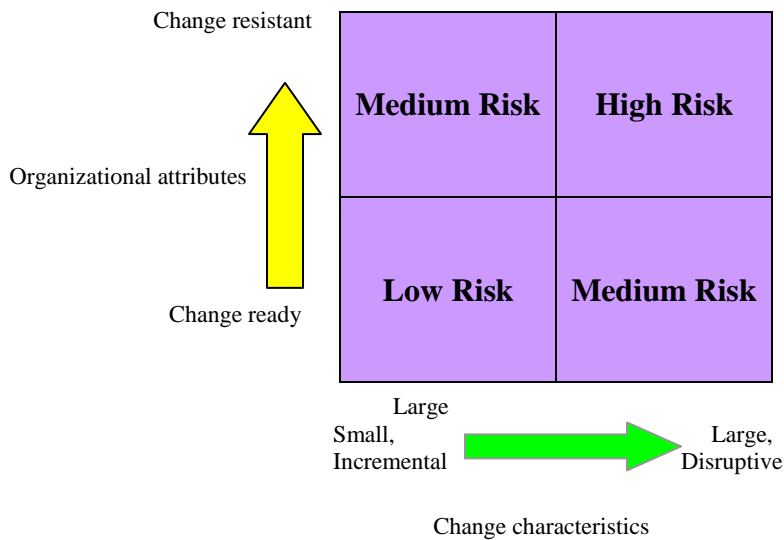 Change resistant
Medium Risk
High Risk
Organizational attributes
Low Risk
Medium Risk
Change ready
Large
Small,
Incremental
Large,
Disruptive
Change characteristics